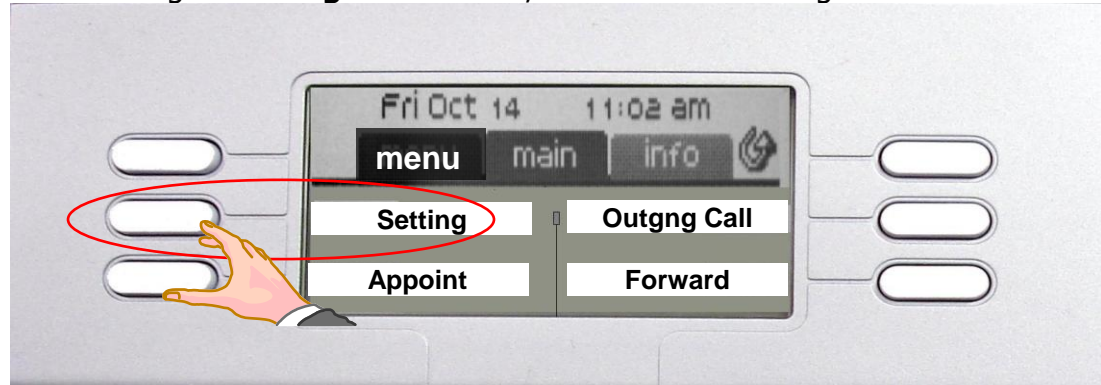 Fri Oct 14 11:02 am
menu main info
Setting Outgng Call
Appoint Forward